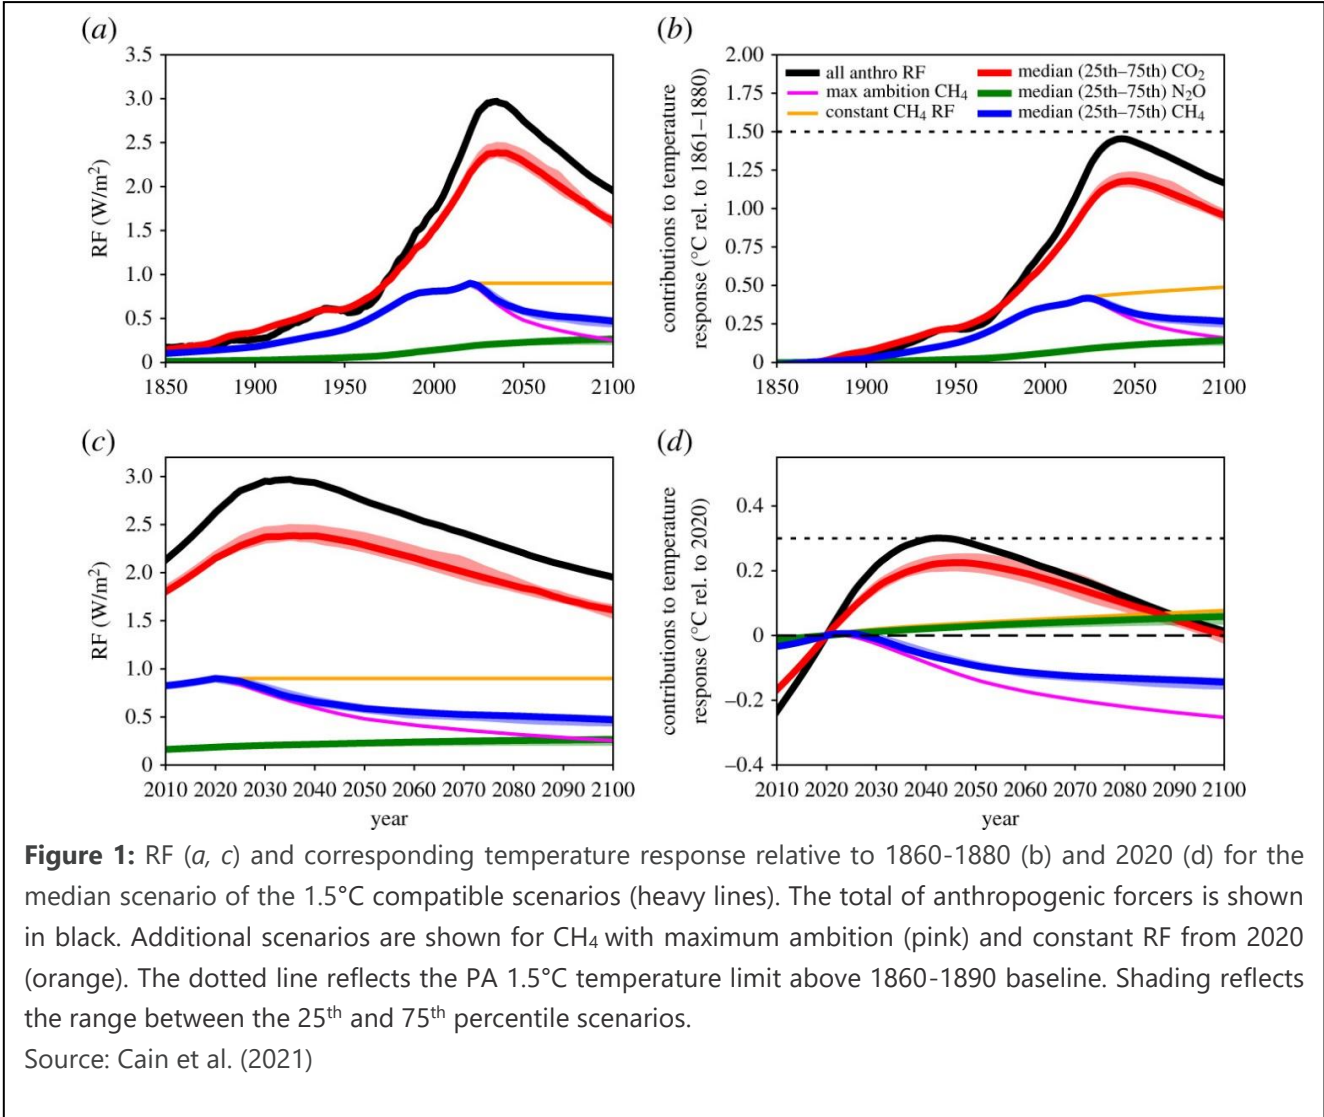 (a)
3.5
3.0
2.5
2.0
1.5
1.0
0.5
0
RF (W/m²)
1850 1900 1950 2000 2050 2100
(b)
2.00
1.75
1.50
1.25
1.00
0.75
0.50
0.25
0
contributions to temperature
response (°C rel. to 1861–1880)
all anthro RF
max ambition CH₄
constant CH₄ RF
median (25th–75th) CO₂
median (25th–75th) N₂O
median (25th–75th) CH₄
1850 1900 1950 2000 2050 2100
(c)
3.0
2.5
2.0
1.5
1.0
0.5
0
RF (W/m²)
2010 2020 2030 2040 2050 2060 2070 2080 2090 2100
year
(d)
0.4
0.2
0
–0.2
–0.4
contributions to temperature
response (°C rel. to 2020)
2010 2020 2030 2040 2050 2060 2070 2080 2090 2100
year
Figure 1: RF (a, c) and corresponding temperature response relative to 1860-1880 (b) and 2020 (d) for the
median scenario of the 1.5°C compatible scenarios (heavy lines). The total of anthropogenic forcers is shown
in black. Additional scenarios are shown for CH₄ with maximum ambition (pink) and constant RF from 2020
(orange). The dotted line reflects the PA 1.5°C temperature limit above 1860-1890 baseline. Shading reflects
the range between the 25th and 75th percentile scenarios.
Source: Cain et al. (2021)